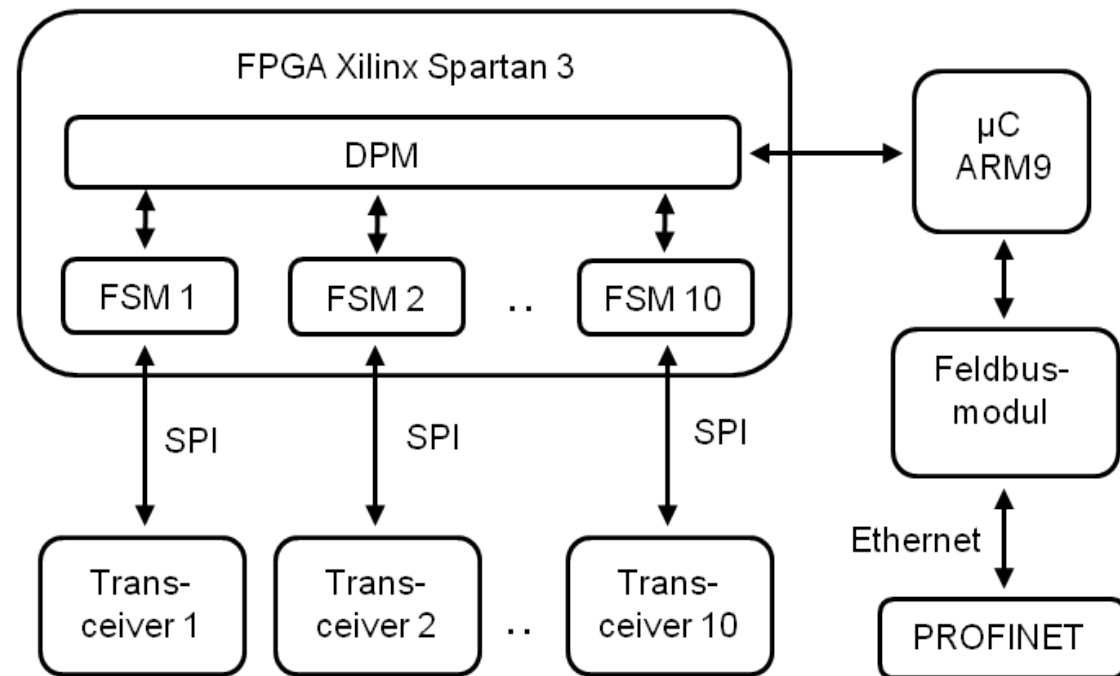 FPGA Xilinx Spartan 3
DPM
µC
ARM9
FSM 1
FSM 2
..
FSM 10
Feldbus-
modul
SPI
SPI
SPI
Ethernet
Trans-
ceiver 1
Trans-
ceiver 2
..
Trans-
ceiver 10
PROFINET